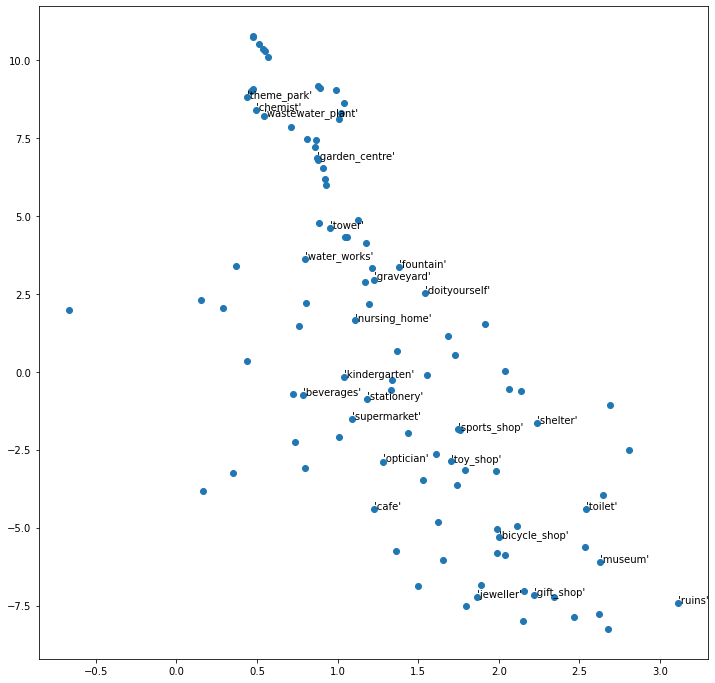 10.0
'theme_park'
'chemist'
'wastewater_plant'
7.5
'garden_centre'
5.0
'tower'
'water_works'
'fountain'
'graveyard'
2.5
'doityourself'
'nursing_home'
0.0
'kindergarten'
'beverages'
'stationery'
'supermarket'
'sports_shop'
'shelter'
−2.5
'optician'
'toy_shop'
'cafe'
'toilet'
−5.0
'bicycle_shop'
'museum'
'jeweller'
'gift_shop'
−7.5
'ruins'
−0.5 0.0 0.5 1.0 1.5 2.0 2.5 3.0